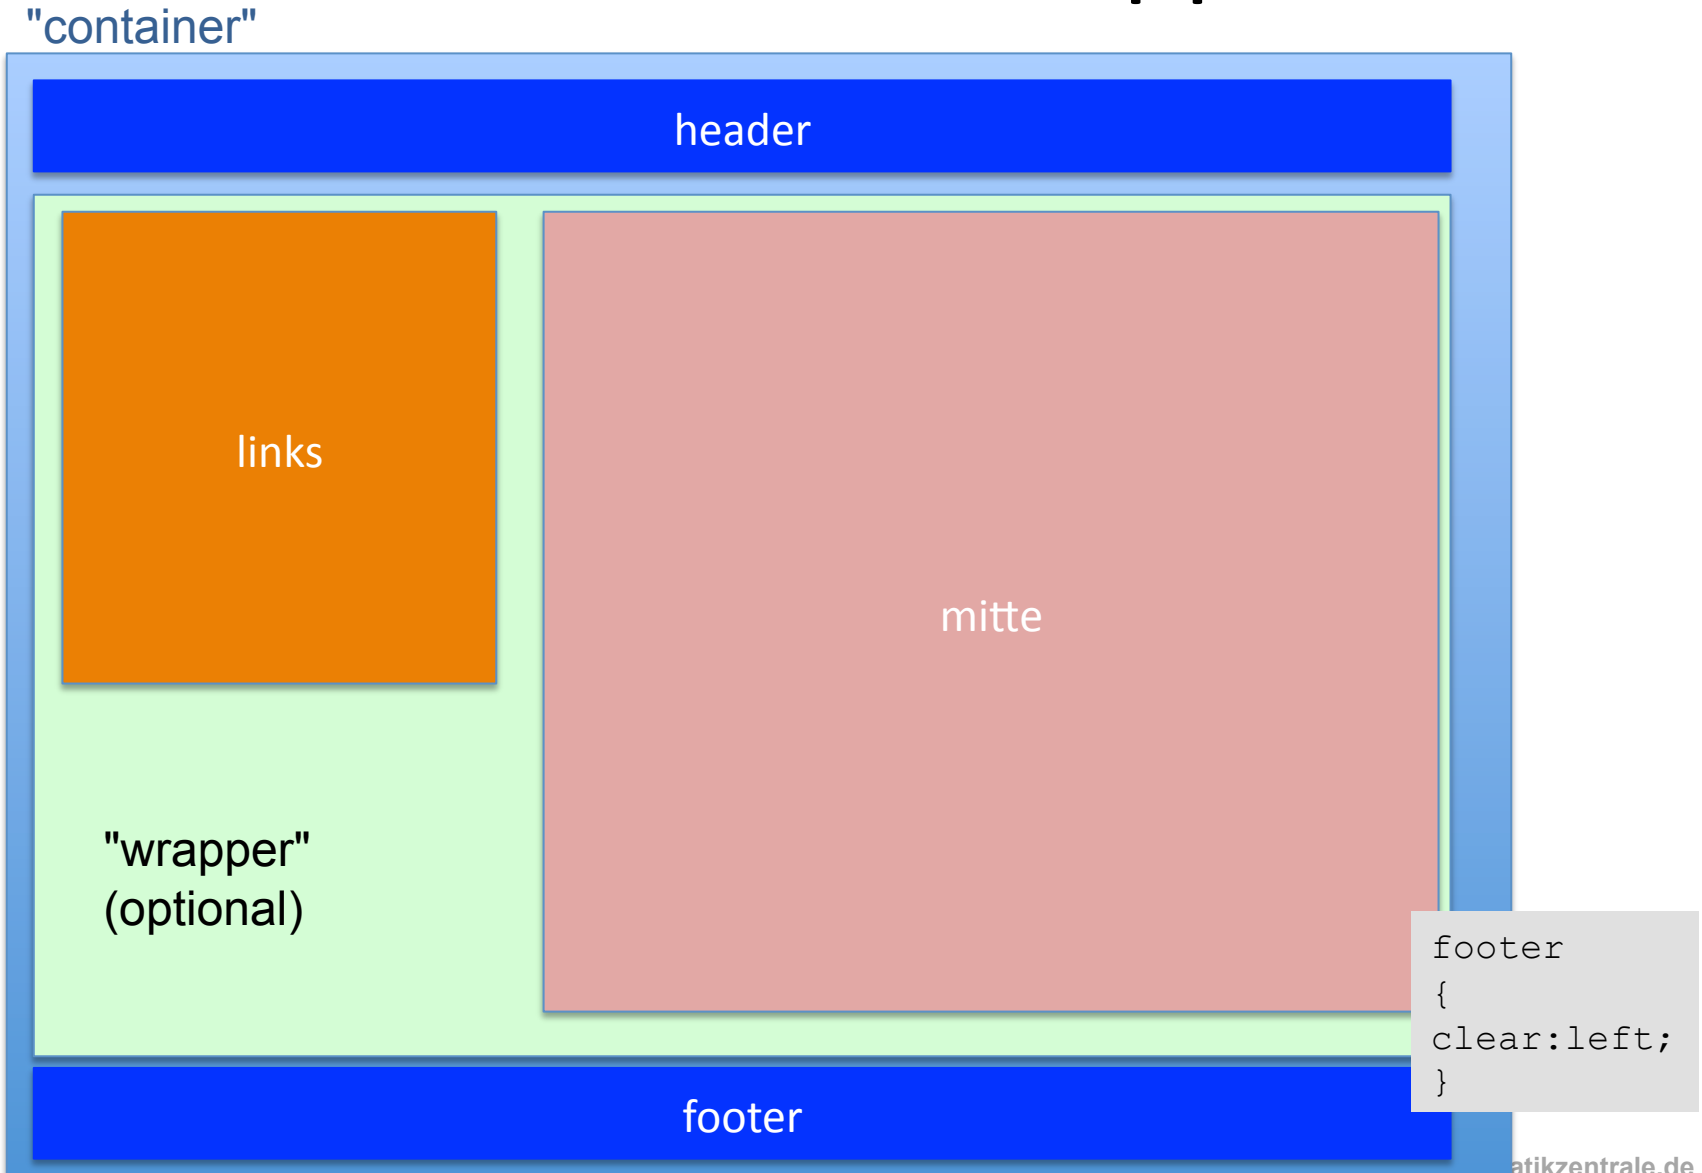 "container"
header
links
mitte
"wrapper"
(optional)
footer
{
clear:left;
}
footer
atikzentrale.de